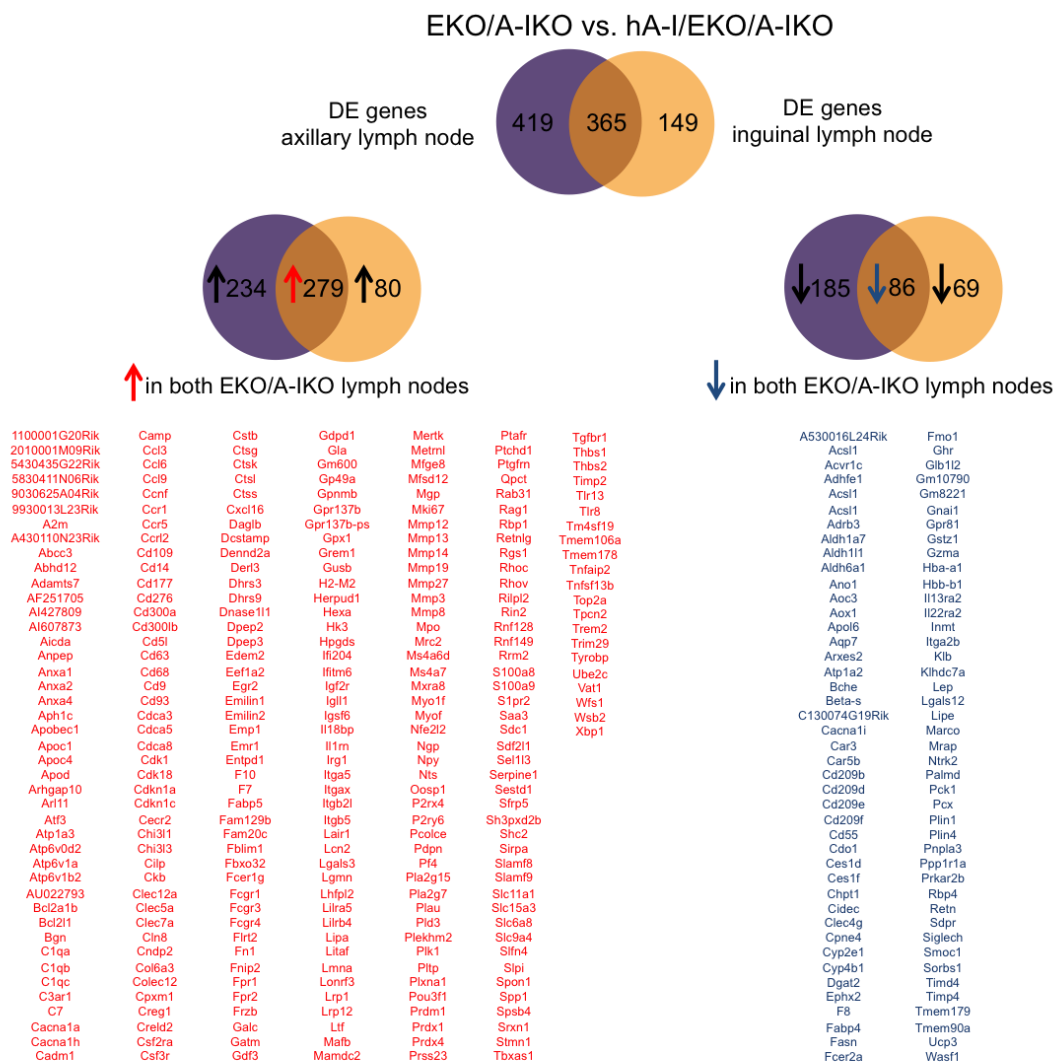 EKO/A-IKO vs. hA-I/EKO/A-IKO
DE genes
axillary lymph node
419
365
149
DE genes
inguinal lymph node
↑234
↑279
↑80
↓185
↓86
↓69
↑in both EKO/A-IKO lymph nodes
↓in both EKO/A-IKO lymph nodes
1100001G20Rik Camp Cstb Gdpd1 Mertk Ptafr Tgfbr1
2010001M09Rik Ccl3 Ctsg Gla Metrnl Ptchd1 Thbs1
5430435G22Rik Ccl6 Ctsk Gm600 Mfge8 Ptgfrn Thbs2
5830411N06Rik Ccl9 Ctsl Gp49a Mfsd12 Qpct Timp2
9030625A04Rik Ccnf Ctss Gpnmb Mgp Rab31 Tlr13
9930013L23Rik Ccr1 Cxcl16 Gpr137b Mki67 Rag1 Tlr8
A2m Ccr5 Daglb Gpr137b-ps Mmp12 Rbp1 Tm4sf19
A430110N23Rik Ccrl2 Dcstamp Gpx1 Mmp13 Retnlg Tmem106a
Abcc3 Cd109 Dennd2a Grem1 Mmp14 Rgs1 Tmem178
Abhd12 Cd14 Derl3 Gusb Mmp19 Rhoc Tnfaip2
Adamts7 Cd177 Dhrs3 H2-M2 Mmp27 Rhov Tnfsf13b
AF251705 Cd276 Dhrs9 Herpud1 Mmp3 Rilpl2 Top2a
AI427809 Cd300a Dnase1l1 Hexa Mmp8 Rin2 Tpcn2
AI607873 Cd300lb Dpep2 Hk3 Mpo Rnf128 Trem2
Aicda Cd5l Dpep3 Hpgds Mrc2 Rnf149 Trim29
Anpep Cd63 Edem2 Ifi204 Ms4a6d Rrm2 Tyrobp
Anxa1 Cd68 Eef1a2 Ifitm6 Ms4a7 S100a8 Ube2c
Anxa2 Cd9 Egr2 Igf2r Mxra8 S100a9 Vat1
Anxa4 Cd93 Emilin1 Igll1 Myo1f S1pr2 Wfs1
Aph1c Cdca3 Emilin2 Igsf6 Myof Saa3 Wsb2
Apobec1 Cdca5 Emp1 Il18bp Nfe2l2 Sdc1 Xbp1
Apoc1 Cdca8 Emr1 Il1rn Ngp Sdf2l1
Apoc4 Cdk1 Entpd1 Irg1 Npy Sel1l3
Apod Cdk18 F10 Itga5 Nts Serpine1
Arhgap10 Cdkn1a F7 Itgax Oosp1 Sestd1
Arl11 Cdkn1c Fabp5 Itgb2l P2rx4 Sfrp5
Atf3 Cecr2 Fam129b Itgb5 P2ry6 Sh3pxd2b
Atp1a3 Chi3l1 Fam20c Lair1 Pcolce Shc2
Atp6v0d2 Chi3l3 Fblim1 Lcn2 Pdpn Sirpa
Atp6v1a Cilp Fbxo32 Lgals3 Pf4 Slamf8
Atp6v1b2 Ckb Fcer1g Lgmn Pla2g15 Slamf9
AU022793 Clec12a Fcgr1 Lhfpl2 Pla2g7 Slc11a1
Bcl2a1b Clec5a Fcgr3 Lilra5 Plau Slc15a3
Bcl2l1 Clec7a Fcgr4 Lilrb4 Pld3 Slc6a8
Bgn Cln8 Flrt2 Lipa Plekhm2 Slc9a4
C1qa Cndp2 Fn1 Litaf Plk1 Slfn4
C1qb Col6a3 Fnip2 Lmna Pltp Slpi
C1qc Colec12 Fpr1 Lonrf3 Plxna1 Spon1
C3ar1 Cpxm1 Fpr2 Lrp1 Pou3f1 Spp1
C7 Creg1 Frzb Lrp12 Prdm1 Spsb4
Cacna1a Creld2 Galc Ltf Prdx1 Srxn1
Cacna1h Csf2ra Gatm Mafb Prdx4 Stmn1
Cadm1 Csf3r Gdf3 Mamdc2 Prss23 Tbxas1
A530016L24Rik Fmo1
Acsl1 Ghr
Acvr1c Glb1l2
Adhfe1 Gm10790
Acsl1 Gm8221
Acsl1 Gnai1
Adrb3 Gpr81
Aldh1a7 Gstz1
Aldh1l1 Gzma
Aldh6a1 Hba-a1
Ano1 Hbb-b1
Aoc3 Il13ra2
Aox1 Il22ra2
Apol6 Inmt
Aqp7 Itga2b
Arxes2 Klb
Atp1a2 Klhdc7a
Bche Lep
Beta-s Lgals12
C130074G19Rik Lipe
Cacna1i Marco
Car3 Mrap
Car5b Ntrk2
Cd209b Palmd
Cd209d Pck1
Cd209e Pcx
Cd209f Plin1
Cd55 Plin4
Cdo1 Pnpla3
Ces1d Ppp1r1a
Ces1f Prkar2b
Chpt1 Rbp4
Cidec Retn
Clec4g Sdpr
Cpne4 Siglech
Cyp2e1 Smoc1
Cyp4b1 Sorbs1
Dgat2 Timd4
Ephx2 Timp4
F8 Tmem179
Fabp4 Tmem90a
Fasn Ucp3
Fcer2a Wasf1